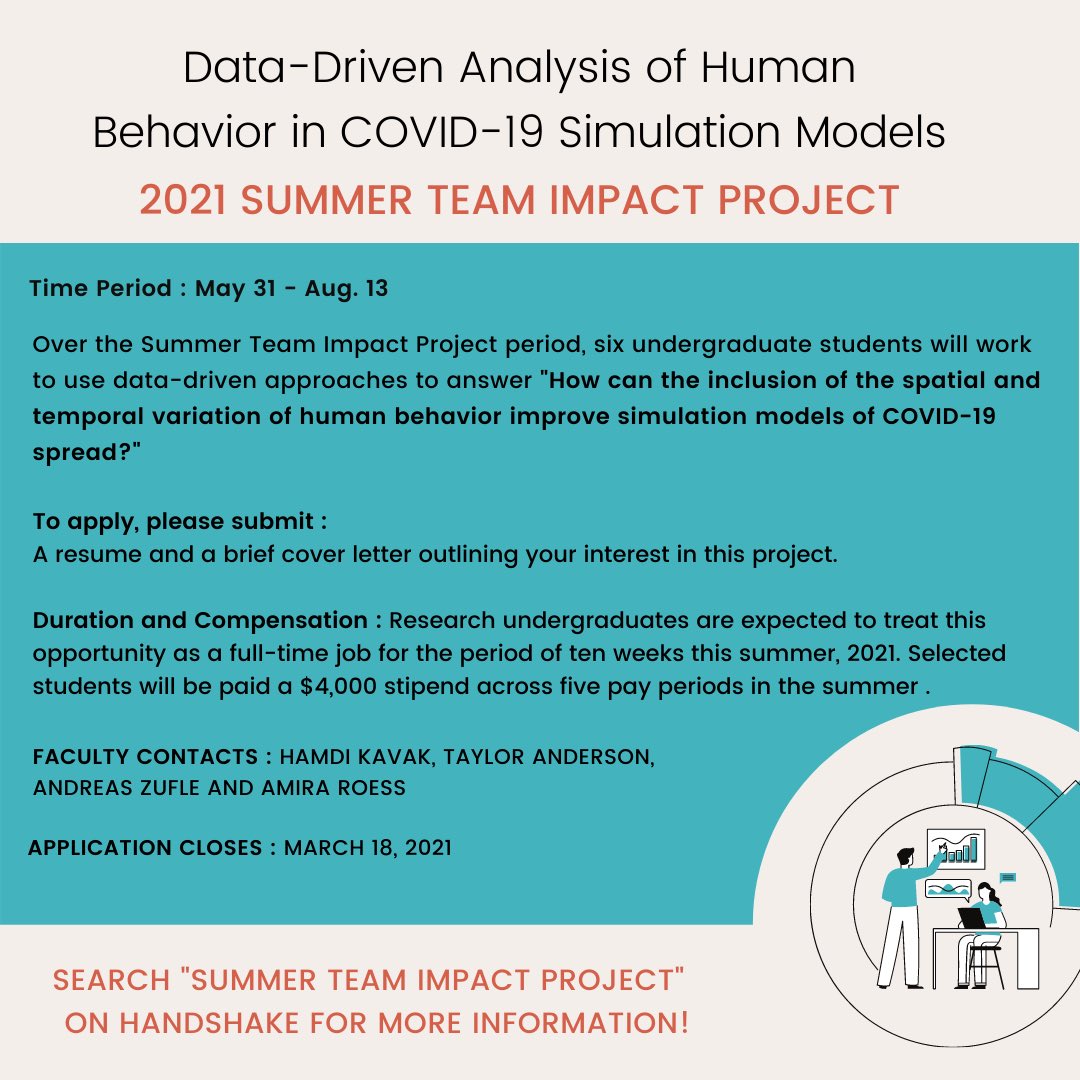 Data-Driven Analysis of Human
Behavior in COVID-19 Simulation Models
2021 SUMMER TEAM IMPACT PROJECT
Time Period : May 31 - Aug. 13
Over the Summer Team Impact Project period, six undergraduate students will work
to use data-driven approaches to answer "How can the inclusion of the spatial and
temporal variation of human behavior improve simulation models of COVID-19
spread?"
To apply, please submit :
A resume and a brief cover letter outlining your interest in this project.
Duration and Compensation : Research undergraduates are expected to treat this
opportunity as a full-time job for the period of ten weeks this summer, 2021. Selected
students will be paid a $4,000 stipend across five pay periods in the summer .
FACULTY CONTACTS : HAMDI KAVAK, TAYLOR ANDERSON,
ANDREAS ZUFLE AND AMIRA ROESS
APPLICATION CLOSES : MARCH 18, 2021
SEARCH "SUMMER TEAM IMPACT PROJECT"
ON HANDSHAKE FOR MORE INFORMATION!